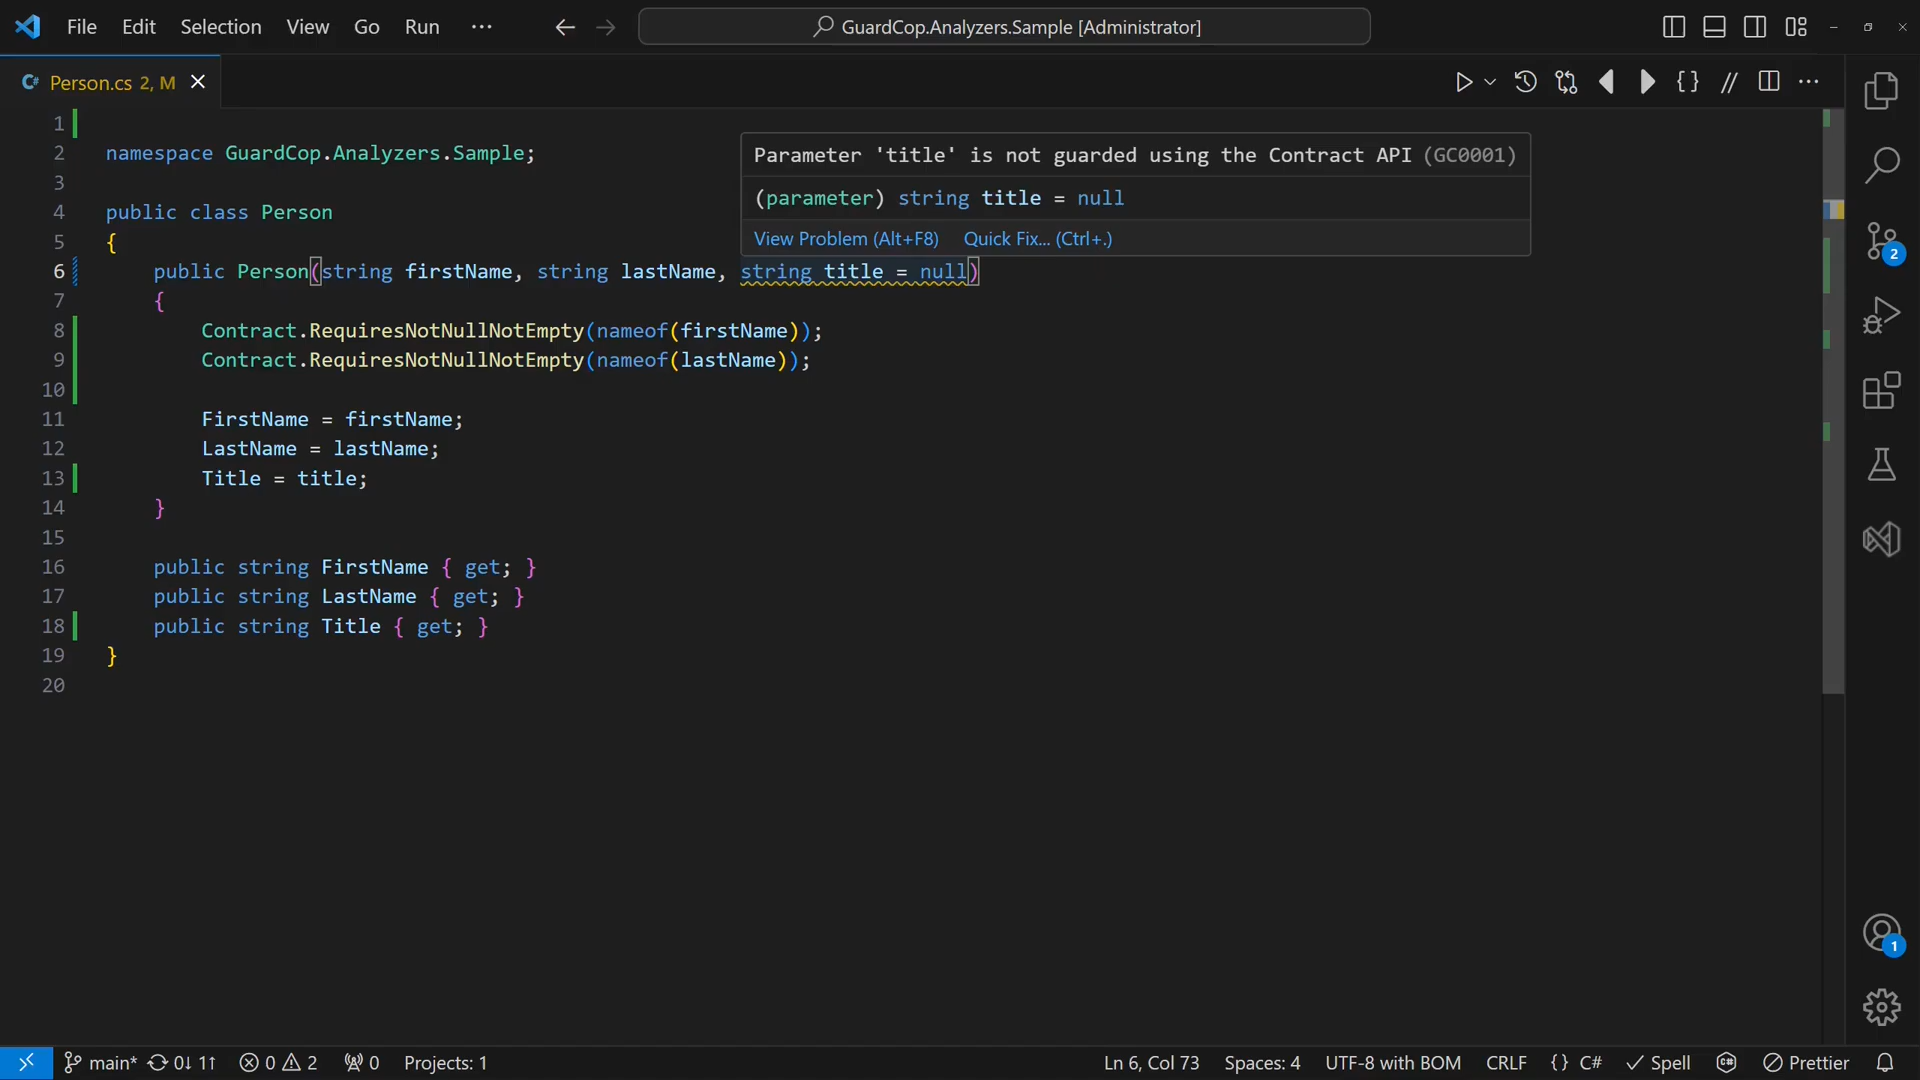 File Edit Selection View Go Run ··· GuardCop.Analyzers.Sample [Administrator]
C# Person.cs 2, M
1
2 namespace GuardCop.Analyzers.Sample;
3
4 public class Person
5 {
Parameter 'title' is not guarded using the Contract API (GC0001)
(parameter) string title = null
View Problem (Alt+F8) Quick Fix... (Ctrl+.)
6 public Person(string firstName, string lastName, string title = null)
7 {
8 Contract.RequiresNotNullNotEmpty(nameof(firstName));
9 Contract.RequiresNotNullNotEmpty(nameof(lastName));
10
11 FirstName = firstName;
12 LastName = lastName;
13 Title = title;
14 }
15
16 public string FirstName { get; }
17 public string LastName { get; }
18 public string Title { get; }
19 }
20
2
1
main* 0↓ 1↑ 0 2 0 Projects: 1 Ln 6, Col 73 Spaces: 4 UTF-8 with BOM CRLF {} C# Spell Prettier